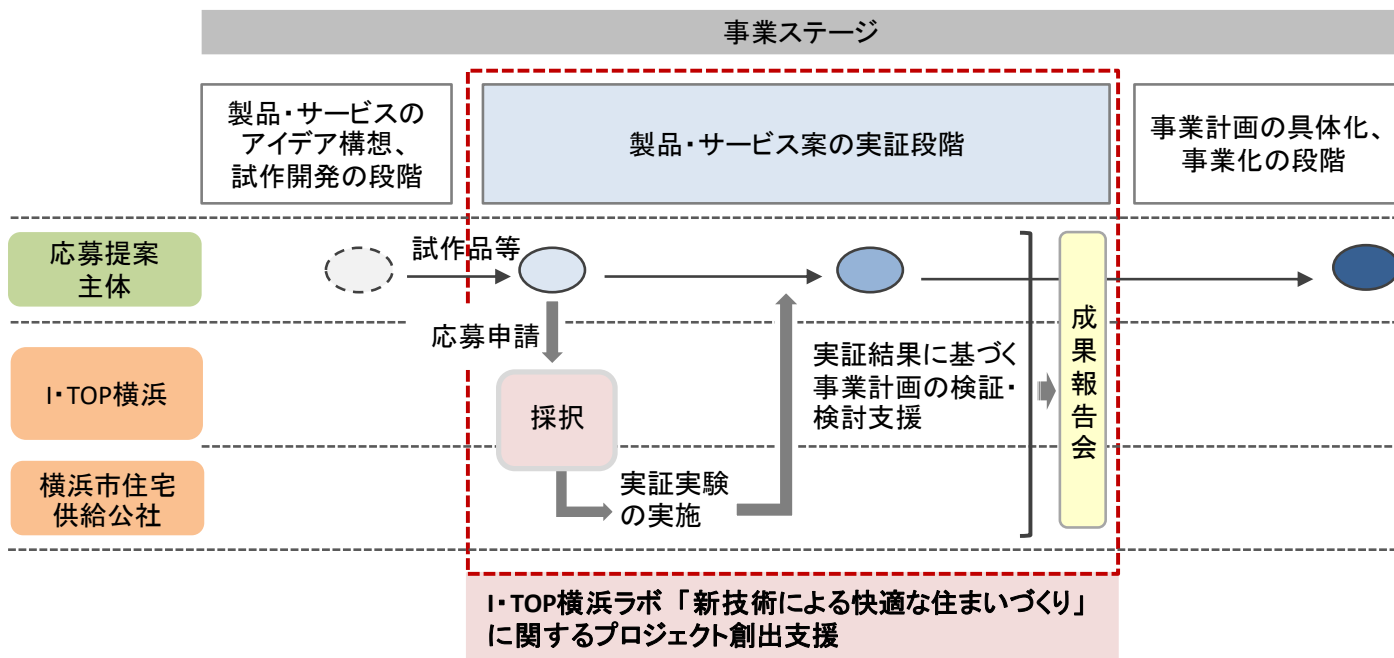 事業ステージ
製品・サービスの
アイデア構想、
試作開発の段階
製品・サービス案の実証段階
事業計画の具体化、
事業化の段階
応募提案
主体
試作品等
応募申請
I・TOP横浜
採択
実証結果に基づく
事業計画の検証・
検討支援
成果報告会
横浜市住宅
供給公社
実証実験
の実施
I・TOP横浜ラボ 「新技術による快適な住まいづくり」
に関するプロジェクト創出支援